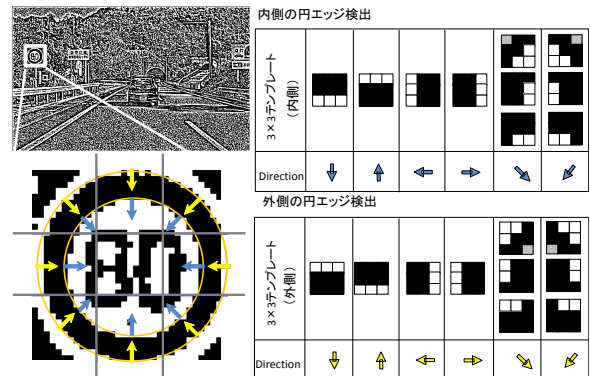 内側の円エッジ検出
3×3テンプレート
（内側）
Direction
外側の円エッジ検出
3×3テンプレート
（外側）
Direction
80